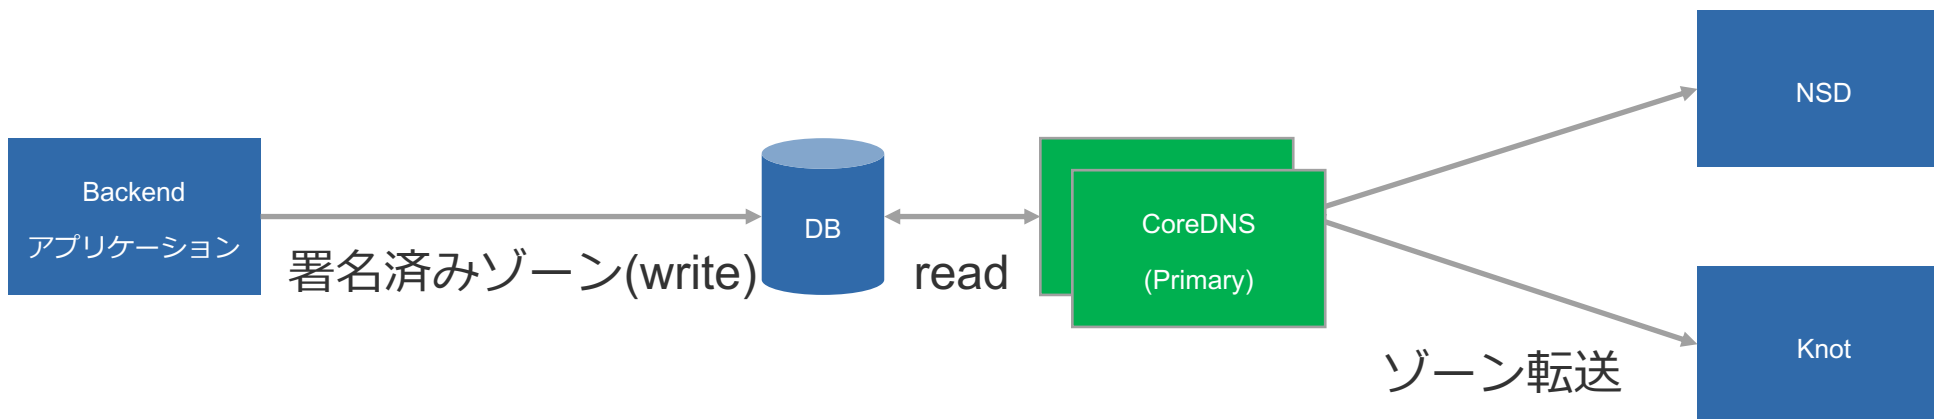 Backend
アプリケーション
署名済みゾーン(write)
DB
read
CoreDNS
(Primary)
ゾーン転送
NSD
Knot